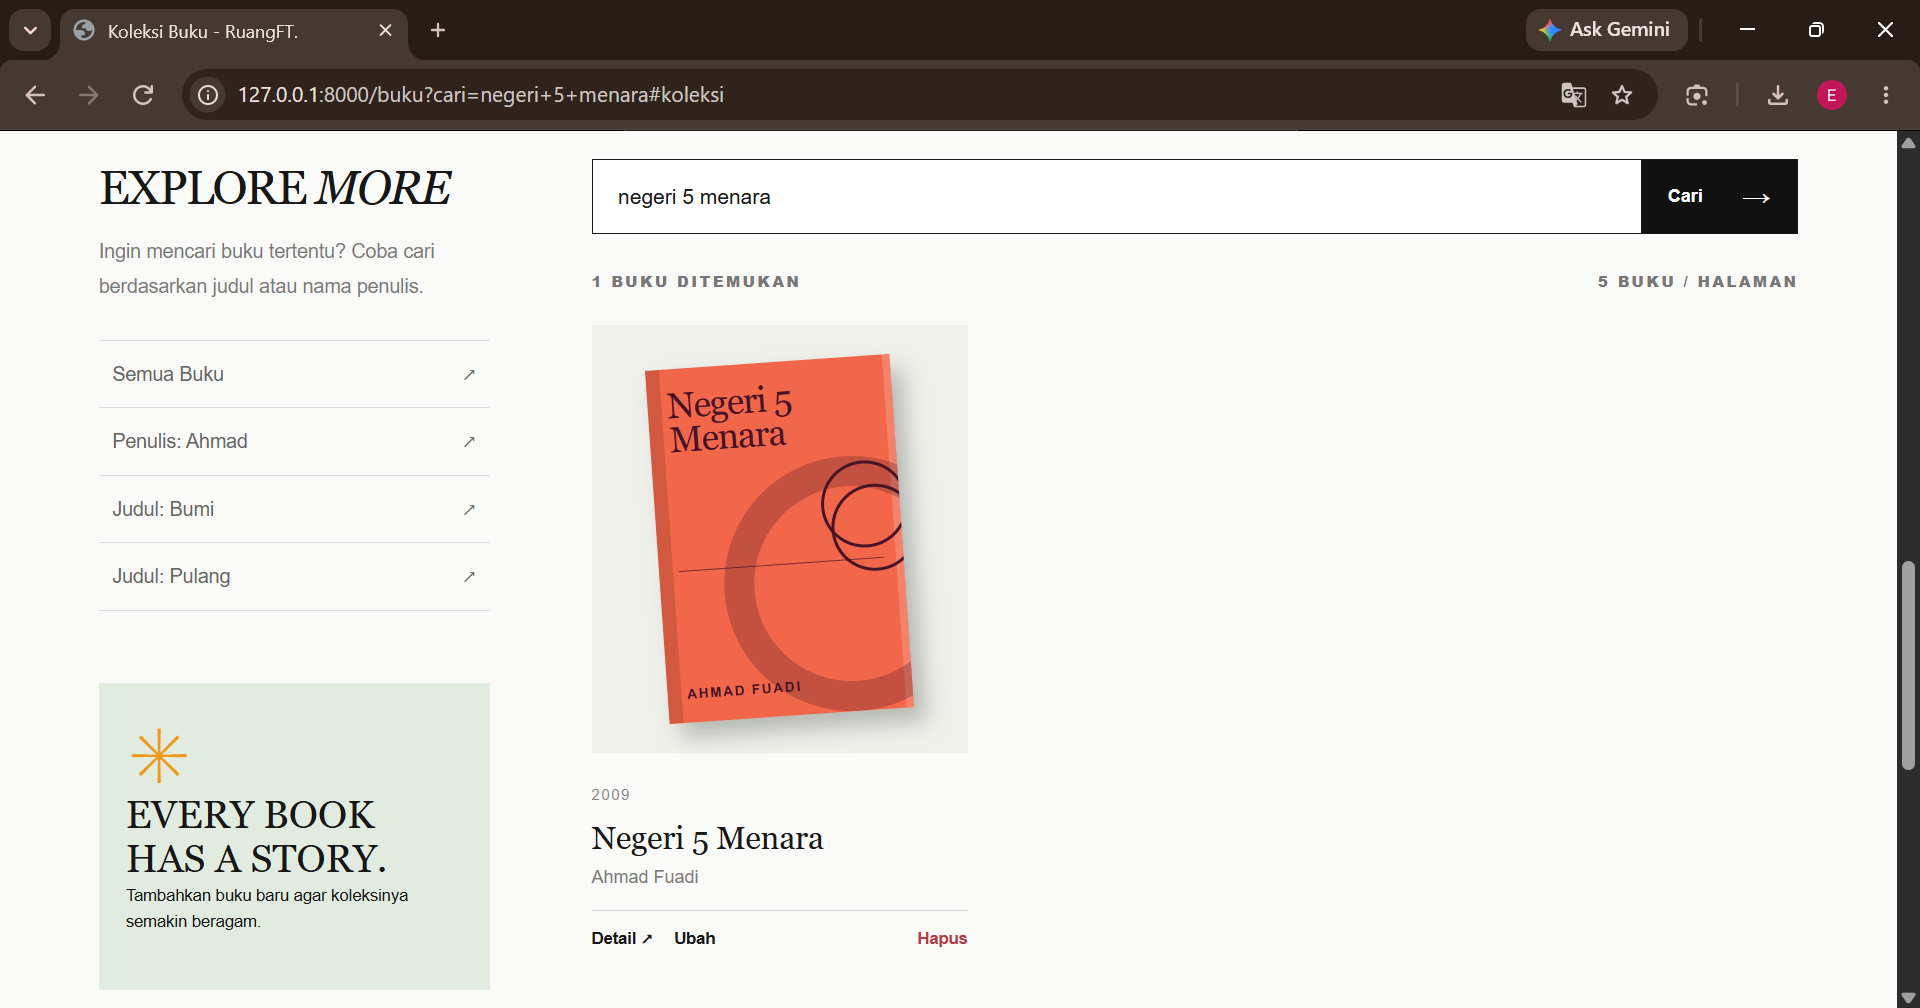 Koleksi Buku - RuangFT.
Ask Gemini
127.0.0.1:8000/buku?cari=negeri+5+menara#koleksi
E
EXPLORE MORE
Ingin mencari buku tertentu? Coba cari
berdasarkan judul atau nama penulis.
Semua Buku ↗
Penulis: Ahmad ↗
Judul: Bumi ↗
Judul: Pulang ↗
EVERY BOOK
HAS A STORY.
Tambahkan buku baru agar koleksinya
semakin beragam.
negeri 5 menara
Cari →
1 BUKU DITEMUKAN
5 BUKU / HALAMAN
Negeri 5
Menara
AHMAD FUADI
2009
Negeri 5 Menara
Ahmad Fuadi
Detail ↗ Ubah Hapus